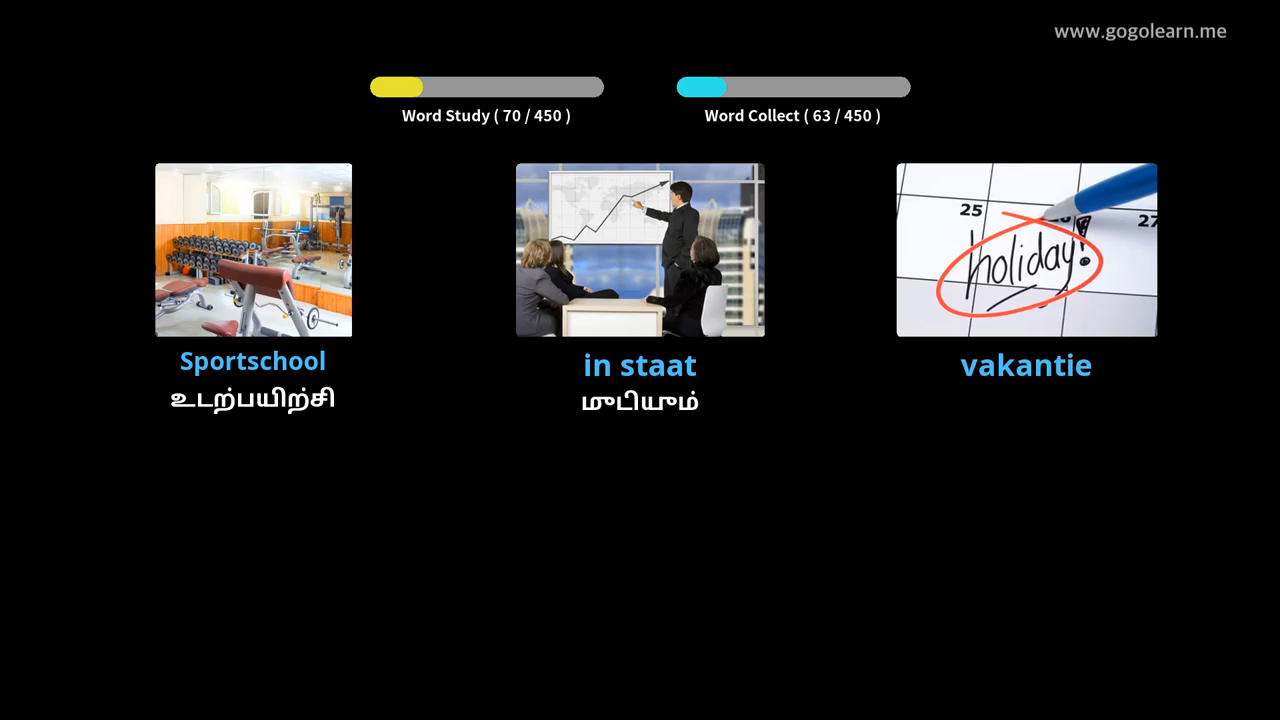 www.gogolearn.me
Word Study ( 70 / 450 )
Word Collect ( 63 / 450 )
25
27
holiday!
Sportschool
in staat
vakantie
உடற்பயிற்சி
முடியும்